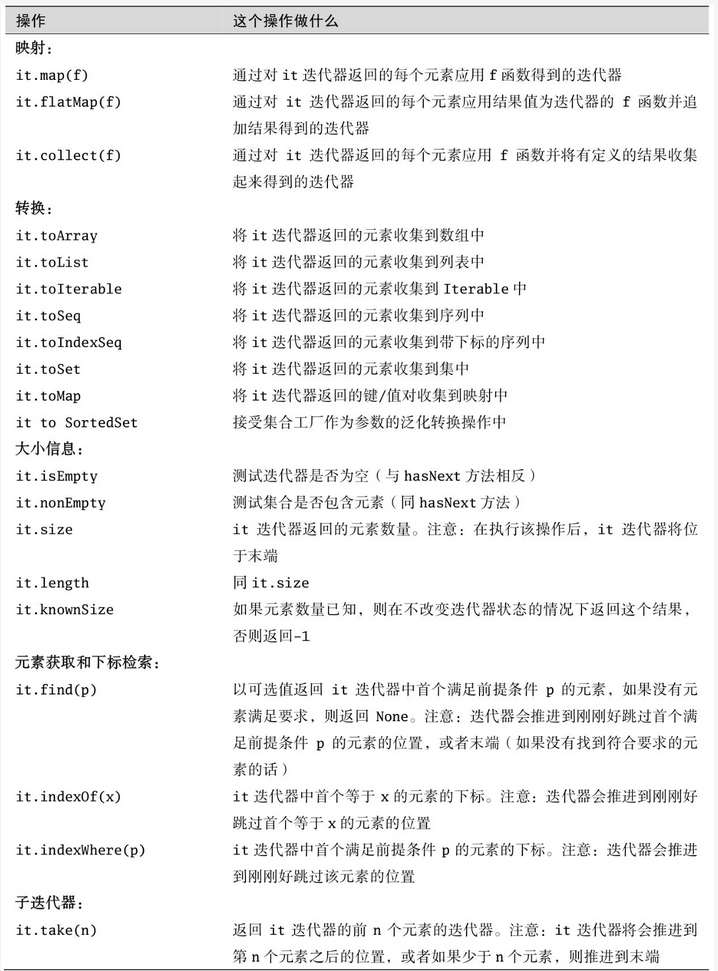 操作 这个操作做什么
映射：
it.map(f) 通过对 it 迭代器返回的每个元素应用 f 函数得到的迭代器
it.flatMap(f) 通过对 it 迭代器返回的每个元素应用结果值为迭代器的 f 函数并追
加结果得到的迭代器
it.collect(f) 通过对 it 迭代器返回的每个元素应用 f 函数并将有定义的结果收集
起来得到的迭代器
转换：
it.toArray 将 it 迭代器返回的元素收集到数组中
it.toList 将 it 迭代器返回的元素收集到列表中
it.toIterable 将 it 迭代器返回的元素收集到 Iterable 中
it.toSeq 将 it 迭代器返回的元素收集到序列中
it.toIndexSeq 将 it 迭代器返回的元素收集到带下标的序列中
it.toSet 将 it 迭代器返回的元素收集到集中
it.toMap 将 it 迭代器返回的键/值对收集到映射中
it to SortedSet 接受集合工厂作为参数的泛化转换操作中
大小信息：
it.isEmpty 测试迭代器是否为空（与 hasNext 方法相反）
it.nonEmpty 测试集合是否包含元素（同 hasNext 方法）
it.size it 迭代器返回的元素数量。注意：在执行该操作后，it 迭代器将位
于末端
it.length 同 it.size
it.knownSize 如果元素数量已知，则在不改变迭代器状态的情况下返回这个结果，
否则返回-1
元素获取和下标检索：
it.find(p) 以可选值返回 it 迭代器中首个满足前提条件 p 的元素，如果没有元
素满足要求，则返回 None。注意：迭代器会推进到刚刚好跳过首个满
足前提条件 p 的元素的位置，或者末端（如果没有找到符合要求的元
素的话）
it.indexOf(x) it 迭代器中首个等于 x 的元素的下标。注意：迭代器会推进到刚刚好
跳过首个等于 x 的元素的位置
it.indexWhere(p) it 迭代器中首个满足前提条件 p 的元素的下标。注意：迭代器会推进
到刚刚好跳过该元素的位置
子迭代器：
it.take(n) 返回 it 迭代器的前 n 个元素的迭代器。注意：it 迭代器将会推进到
第 n 个元素之后的位置，或者如果少于 n 个元素，则推进到末端